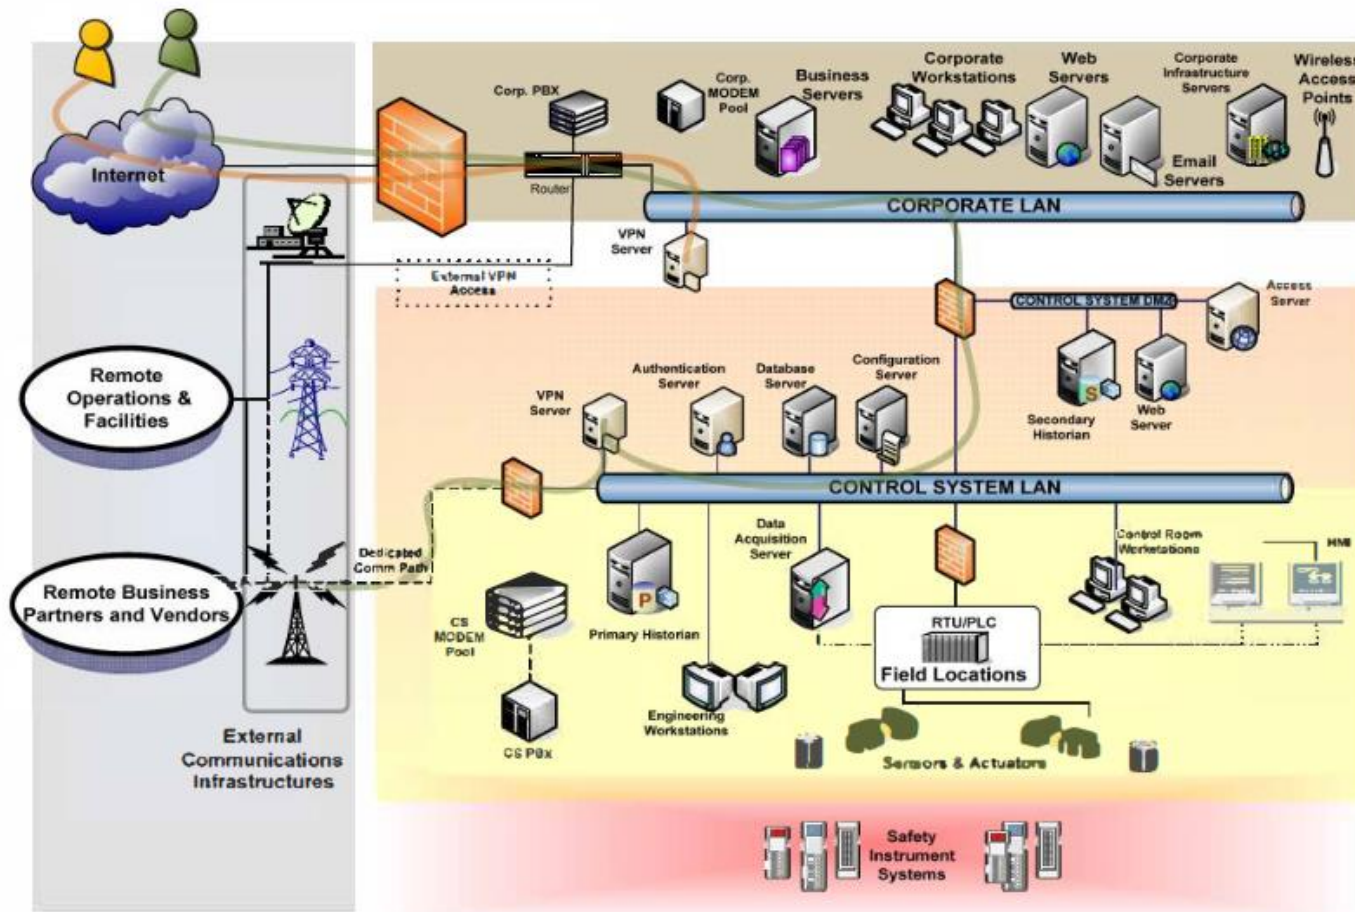 Corp. PBX
Corp.
MODEM
Pool
Business
Servers
Corporate
Workstations
Web
Servers
Corporate
Infrastructure
Servers
Wireless
Access
Points
Email
Servers
Internet
Router
CORPORATE LAN
VPN
Server
External VPN
Access
CONTROL SYSTEM DMZ
Access
Server
Remote
Operations &
Facilities
VPN
Server
Authentication
Server
Database
Server
Configuration
Server
Secondary
Historian
Web
Server
CONTROL SYSTEM LAN
Dedicated
Comm Path
Remote Business
Partners and Vendors
CS
MODEM
Pool
P
Primary Historian
Data
Acquisition
Server
Control Room
Workstations
HMI
RTU/PLC
Field Locations
Engineering
Workstations
CS PBx
Sensors & Actuators
External
Communications
Infrastructures
Safety
Instrument
Systems
S